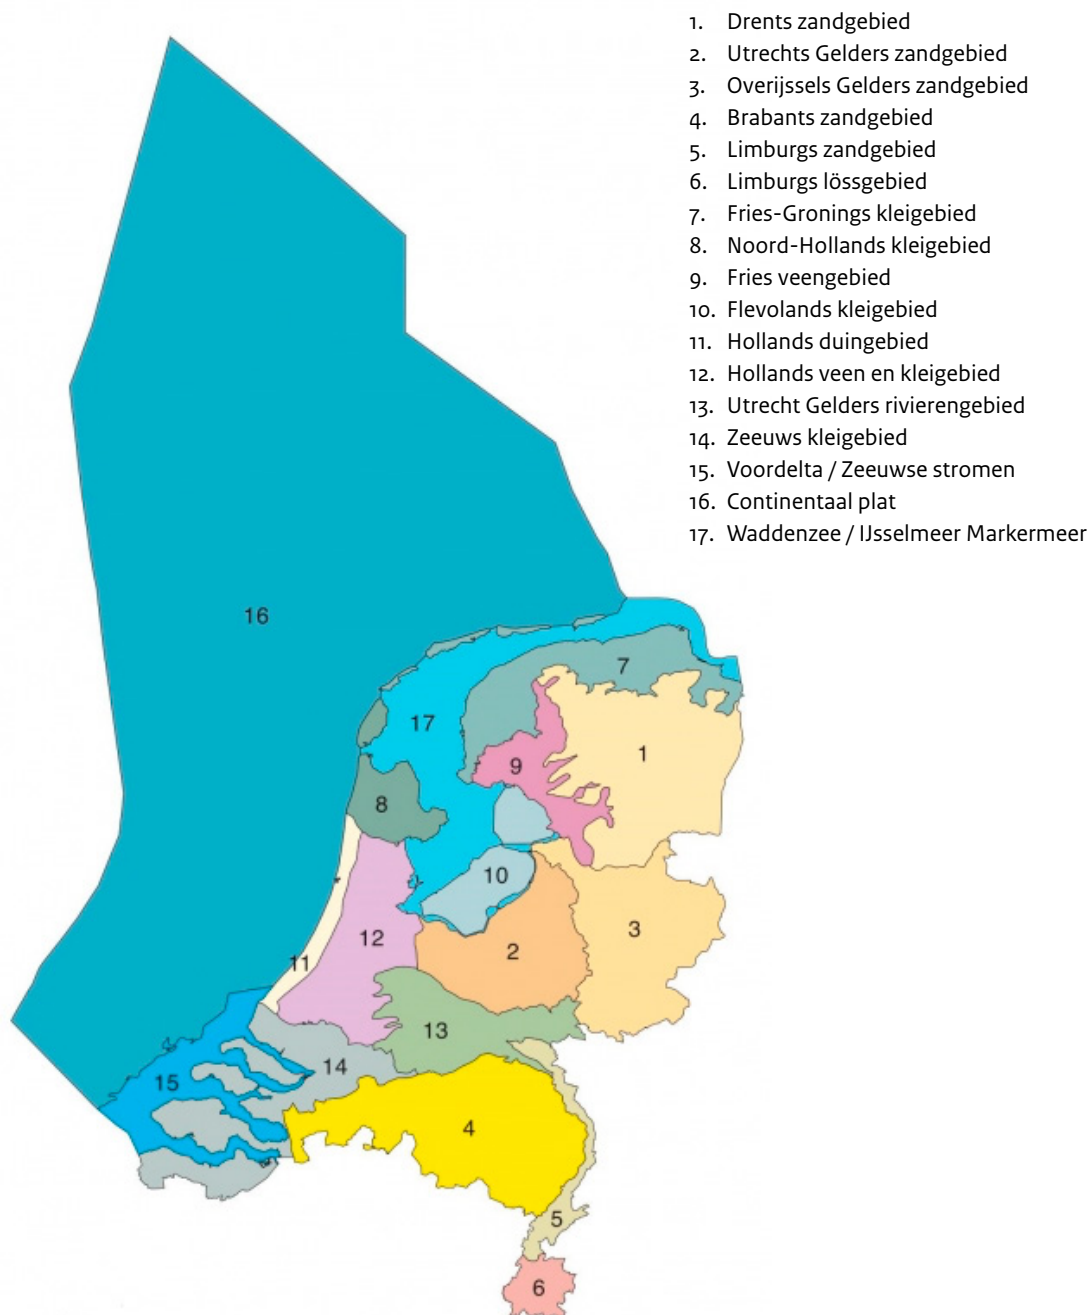 1. Drents zandgebied
2. Utrechts Gelders zandgebied
3. Overijssels Gelders zandgebied
4. Brabants zandgebied
5. Limburgs zandgebied
6. Limburgs lössgebied
7. Fries-Gronings kleigebied
8. Noord-Hollands kleigebied
9. Fries veengebied
10. Flevolands kleigebied
11. Hollands duingebied
12. Hollands veen en kleigebied
13. Utrecht Gelders rivierengebied
14. Zeeuws kleigebied
15. Voordelta / Zeeuwse stromen
16. Continentaal plat
17. Waddenzee / IJsselmeer Markermeer
16
7
17
1
9
8
10
3
12
2
11
13
14
15
4
5
6